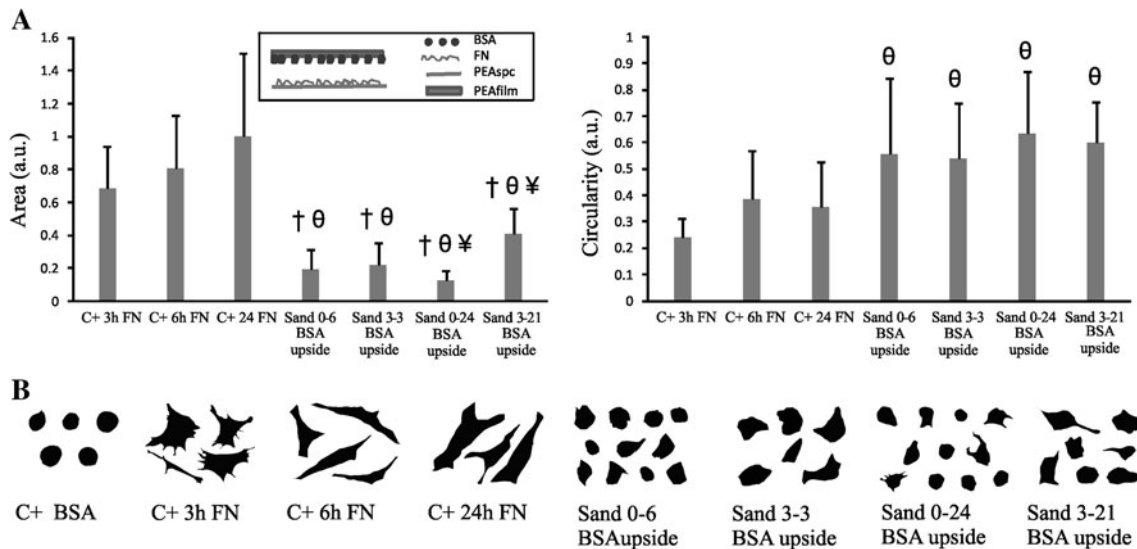 A
Area (a.u.)
1.6
1.4
1.2
1
0.8
0.6
0.4
0.2
0
BSA
FN
PEAspc
PEAfilm
† θ
† θ
† θ ¥
† θ ¥
C+ 3h FN
C+ 6h FN
C+ 24 FN
Sand 0-6
BSA
upside
Sand 3-3
BSA
upside
Sand 0-24
BSA
upside
Sand 3-21
BSA
upside
Circularity (a.u.)
1
0.9
0.8
0.7
0.6
0.5
0.4
0.3
0.2
0.1
0
θ
θ
θ
θ
C+ 3h FN
C+ 6h FN
C+ 24 FN
Sand 0-6
BSA
upside
Sand 3-3
BSA
upside
Sand 0-24
BSA
upside
Sand 3-21
BSA
upside
B
C+ BSA
C+ 3h FN
C+ 6h FN
C+ 24h FN
Sand 0-6
BSAupside
Sand 3-3
BSA upside
Sand 0-24
BSA upside
Sand 3-21
BSA upside